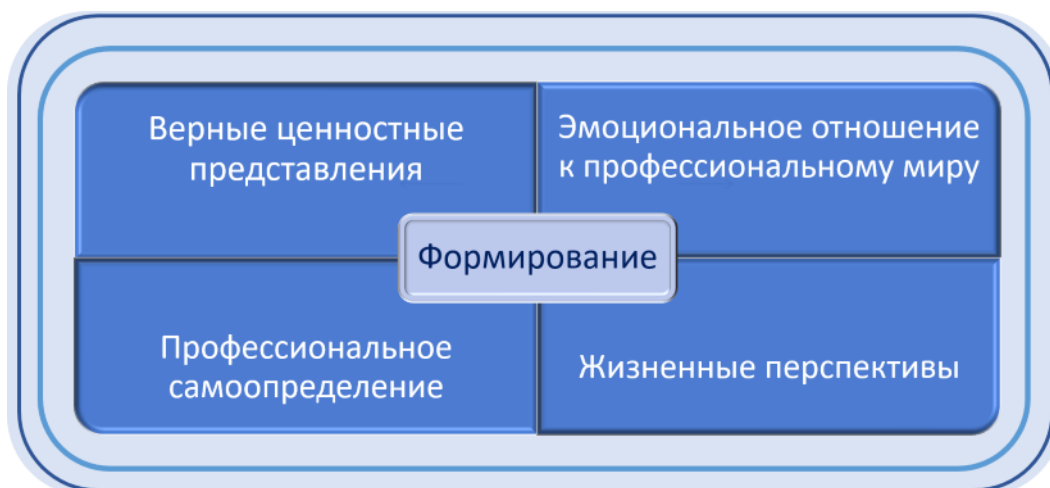 Верные ценностные
представления
Эмоциональное отношение
к профессиональному миру
Формирование
Профессиональное
самоопределение
Жизненные перспективы